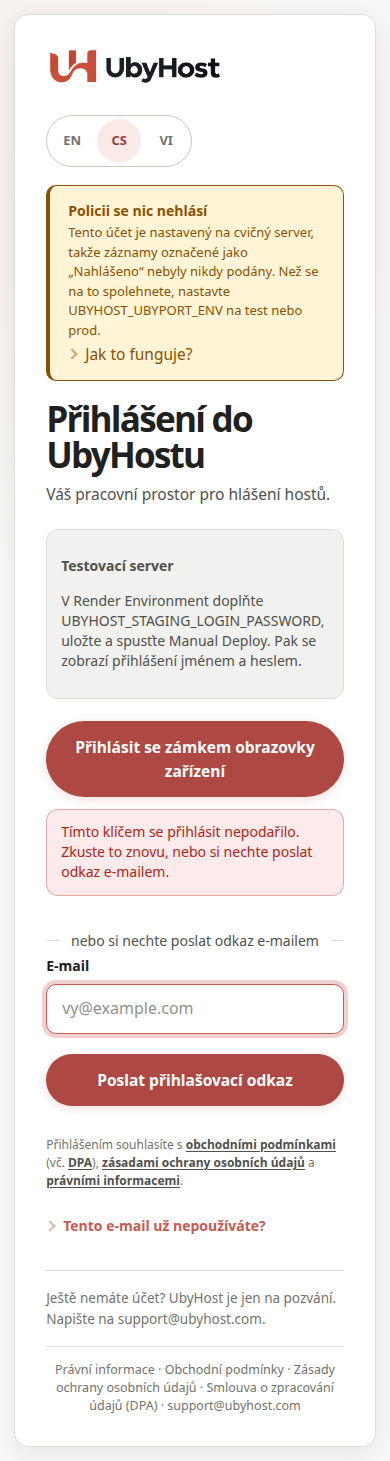 UbyHost
EN CS VI
Policii se nic nehlásí
Tento účet je nastavený na cvičný server,
takže záznamy označené jako
„Nahlášeno“ nebyly nikdy podány. Než se
na to spolehnete, nastavte
UBYHOST_UBYPORT_ENV na test nebo
prod.
Jak to funguje?
Přihlášení do
UbyHostu
Váš pracovní prostor pro hlášení hostů.
Testovací server
V Render Environment doplňte
UBYHOST_STAGING_LOGIN_PASSWORD,
uložte a spusťte Manual Deploy. Pak se
zobrazí přihlášení jménem a heslem.
Přihlásit se zámkem obrazovky
zařízení
Tímto klíčem se přihlásit nepodařilo.
Zkuste to znovu, nebo si nechte poslat
odkaz e-mailem.
nebo si nechte poslat odkaz e-mailem
E-mail
vy@example.com
Poslat přihlašovací odkaz
Přihlášením souhlasíte s obchodními podmínkami
(vč. DPA), zásadami ochrany osobních údajů a
právními informacemi.
Tento e-mail už nepoužíváte?
Ještě nemáte účet? UbyHost je jen na pozvání.
Napište na support@ubyhost.com.
Právní informace · Obchodní podmínky · Zásady
ochrany osobních údajů · Smlouva o zpracování
údajů (DPA) · support@ubyhost.com